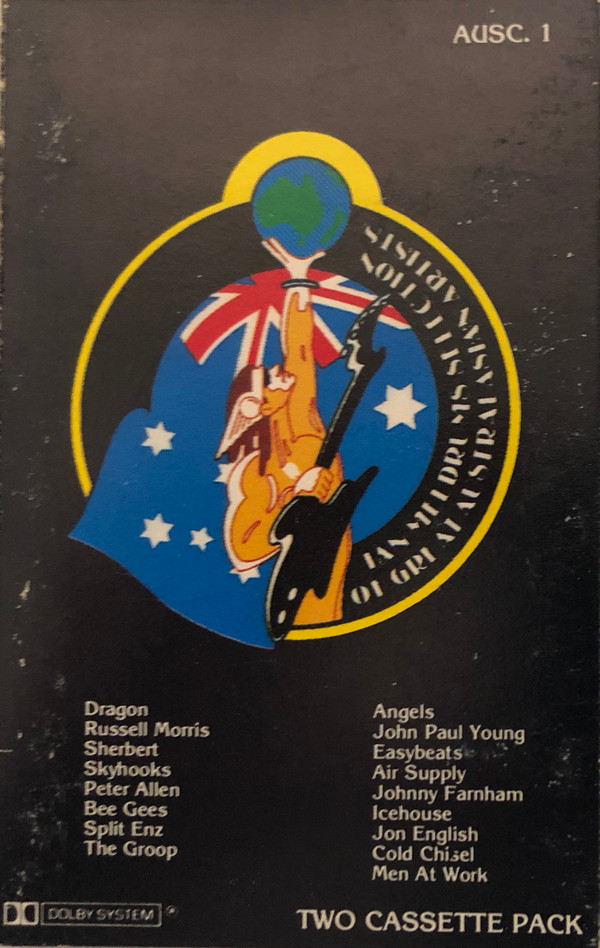 AUSC. 1
IAN MELDRUMS SELECTION
OF GREAT AUSTRALASIAN ARTISTS
Dragon
Russell Morris
Sherbert
Skyhooks
Peter Allen
Bee Gees
Split Enz
The Groop
Angels
John Paul Young
Easybeats
Air Supply
Johnny Farnham
Icehouse
Jon English
Cold Chisel
Men At Work
DOLBY SYSTEM ®
TWO CASSETTE PACK